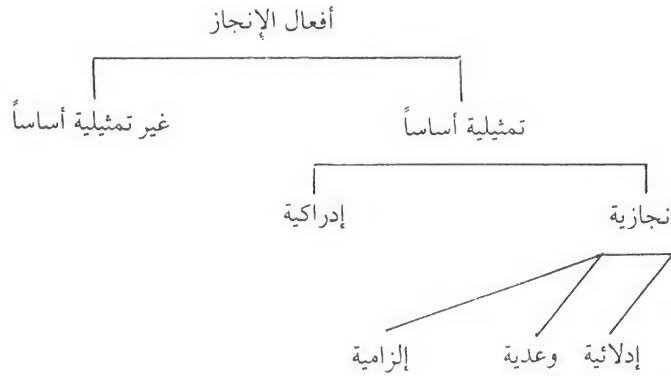 أفعال الإنجاز
تمثيلية أساساً غير تمثيلية أساساً
نجازية إدراكية
إدلائية وعدية إلزامية